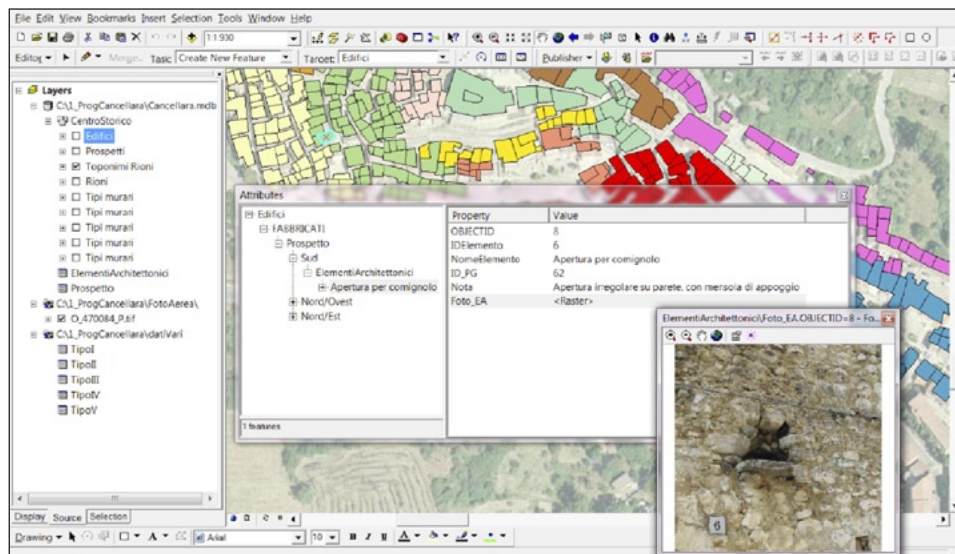 File Edit View Bookmarks Insert Selection Tools Window Help
1:1.930
Editor Merge... Task: Create New Feature Target: Edifici Publisher
Layers
C:\1_ProgCancellara\Cancellara.mdb
CentroStorico
Edifici
Prospetti
Toponimi Rioni
Rioni
Tipi murari
Tipi murari
Tipi murari
Tipi murari
Tipi murari
ElementiArchitettonici
Prospetto
C:\1_ProgCancellara\FotoAerea\
O_470084_P.tif
C:\1_ProgCancellara\datiVari
TipoI
TipoII
TipoIII
TipoIV
TipoV
Display Source Selection
Attributes
Edifici
FABBRICATI
Prospetto
Sud
ElementiArchitettonici
Apertura per comignolo
Nord/Ovest
Nord/Est
1 features
Property Value
OBJECTID 8
IDElemento 6
NomeElemento Apertura per comignolo
ID_PG 62
Nota Apertura irregolare su parete, con mensola di appoggio
Foto_EA <Raster>
ElementiArchitettonici\Foto_EA.OBJECTID=8 - Fo...
6
Drawing A Arial 10 B I U A